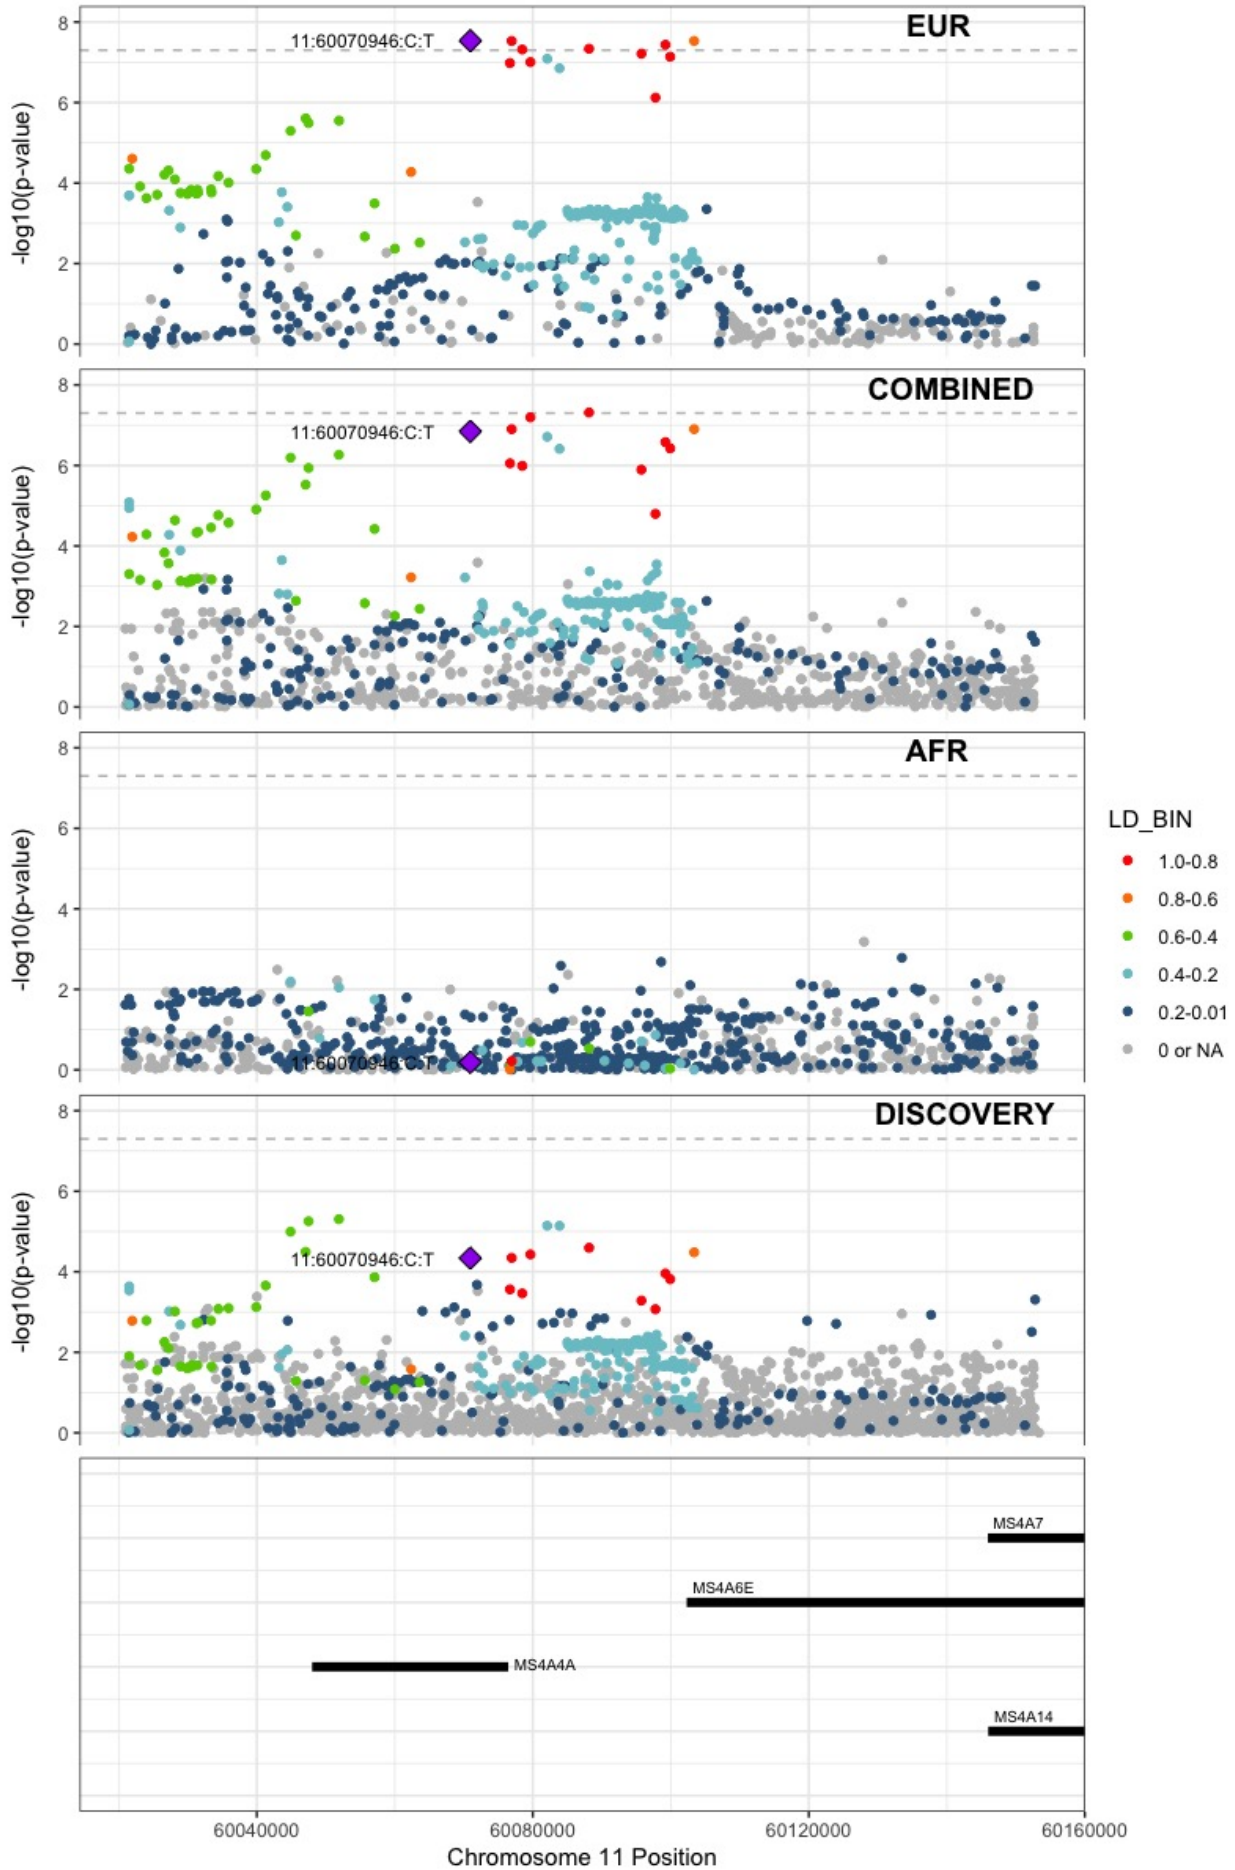 EUR
8
6
4
2
0
-log10(p-value)
11:60070946:C:T
COMBINED
8
6
4
2
0
-log10(p-value)
11:60070946:C:T
AFR
8
6
4
2
0
-log10(p-value)
11:60070946:C:T
DISCOVERY
8
6
4
2
0
-log10(p-value)
11:60070946:C:T
LD_BIN
1.0-0.8
0.8-0.6
0.6-0.4
0.4-0.2
0.2-0.01
0 or NA
MS4A7
MS4A6E
MS4A4A
MS4A14
60040000 60080000 60120000 60160000
Chromosome 11 Position